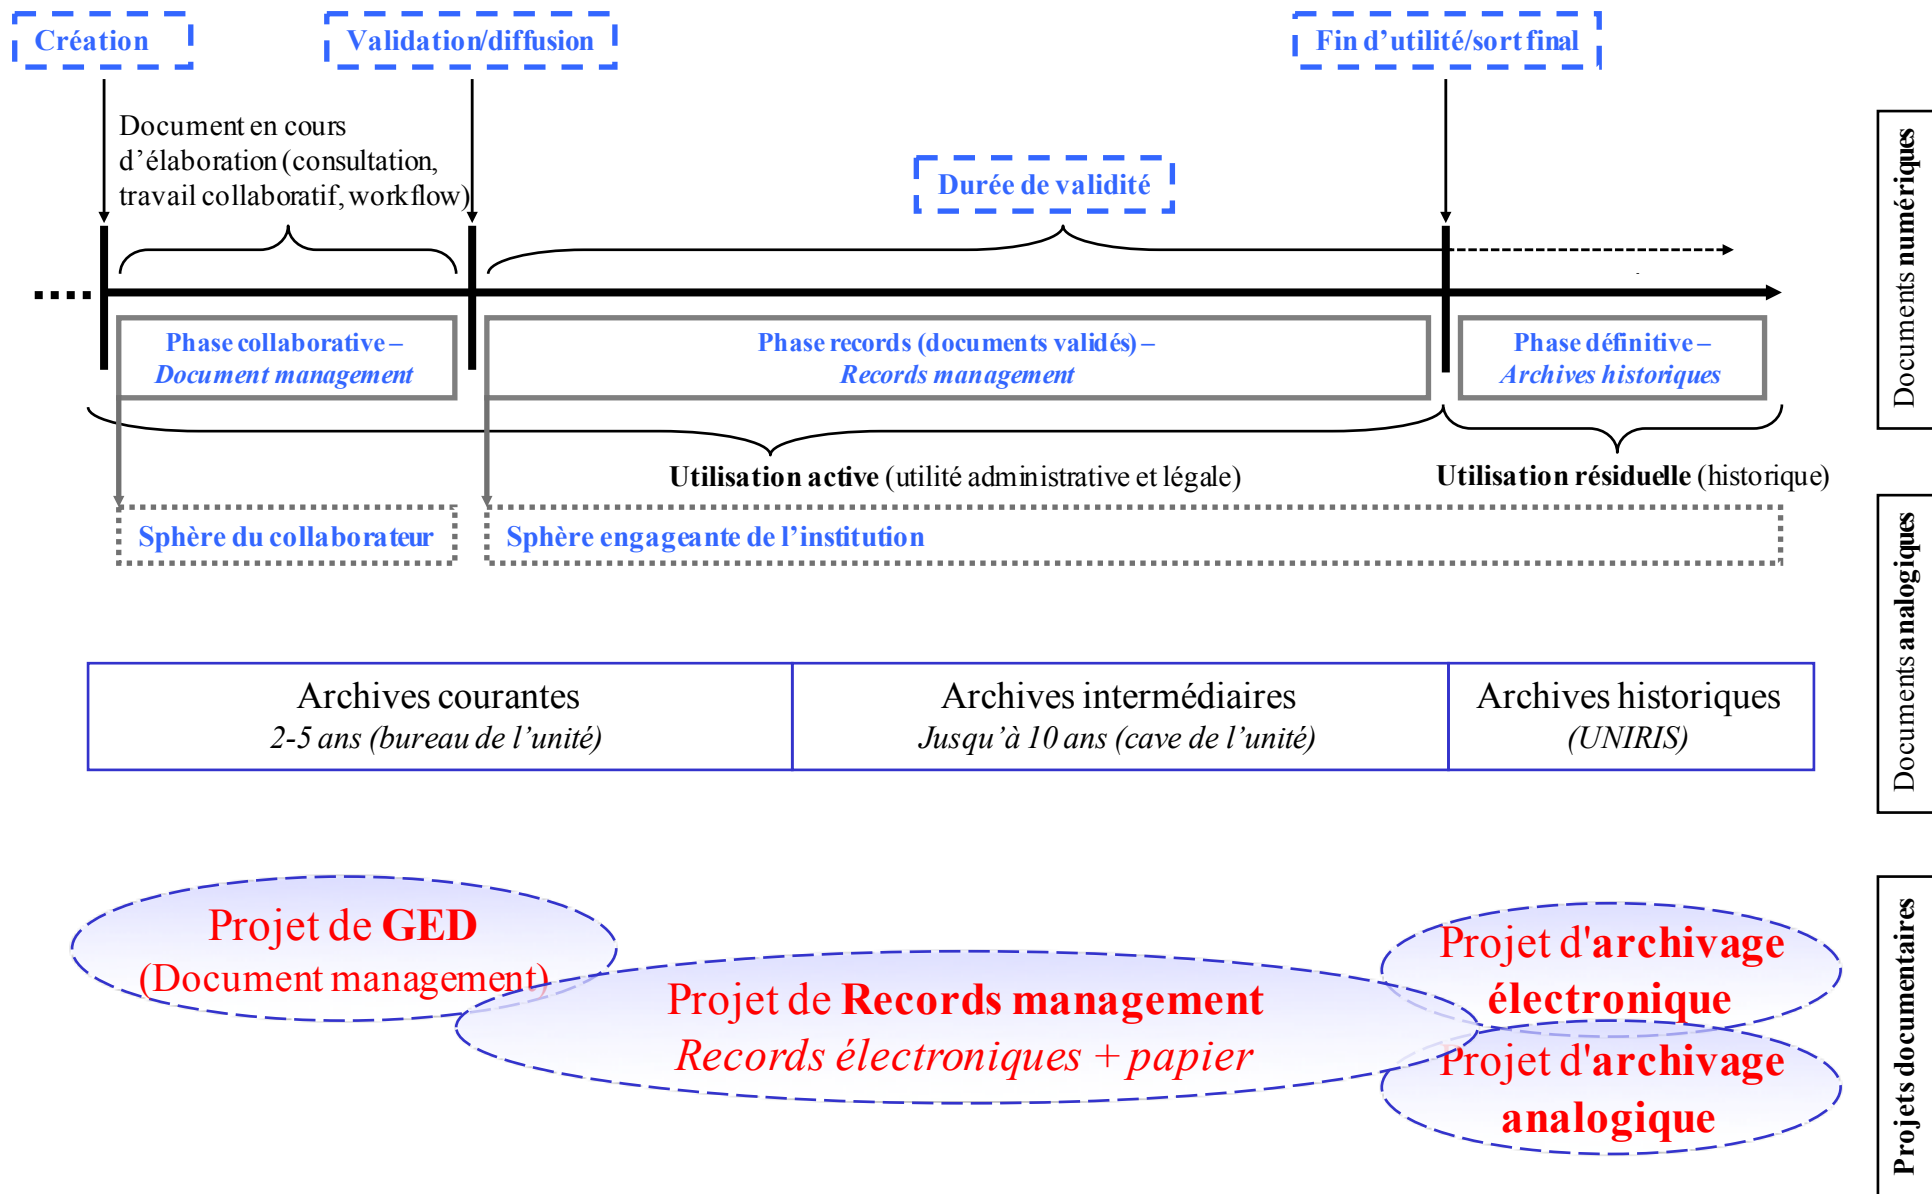 Création
Validation/diffusion
Fin d’utilité/sort final
Document en cours
d’élaboration (consultation,
travail collaboratif, workflow)
Durée de validité
Phase collaborative –
Document management
Phase records (documents validés) –
Records management
Phase définitive –
Archives historiques
Utilisation active (utilité administrative et légale)
Utilisation résiduelle (historique)
Sphère du collaborateur
Sphère engageante de l’institution
Documents numériques
Archives courantes
2-5 ans (bureau de l’unité)
Archives intermédiaires
Jusqu’à 10 ans (cave de l’unité)
Archives historiques
(UNIRIS)
Documents analogiques
Projet de GED
(Document management)
Projet de Records management
Records électroniques + papier
Projet d'archivage
électronique
Projet d'archivage
analogique
Projets documentaires